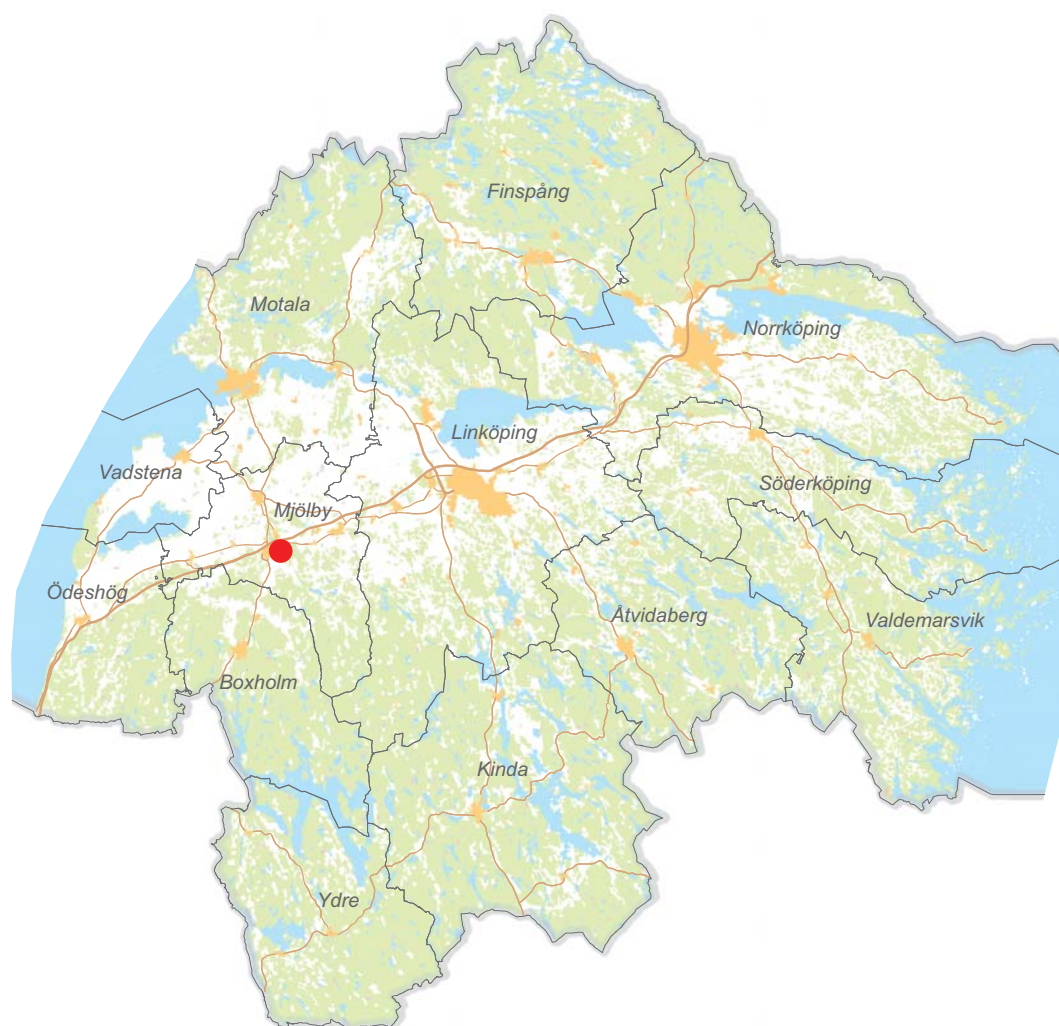 Finspång
Motala
Norrköping
Linköping
Vadstena
Söderköping
Mjölby
Ödeshög
Åtvidaberg
Valdemarsvik
Boxholm
Kinda
Ydre